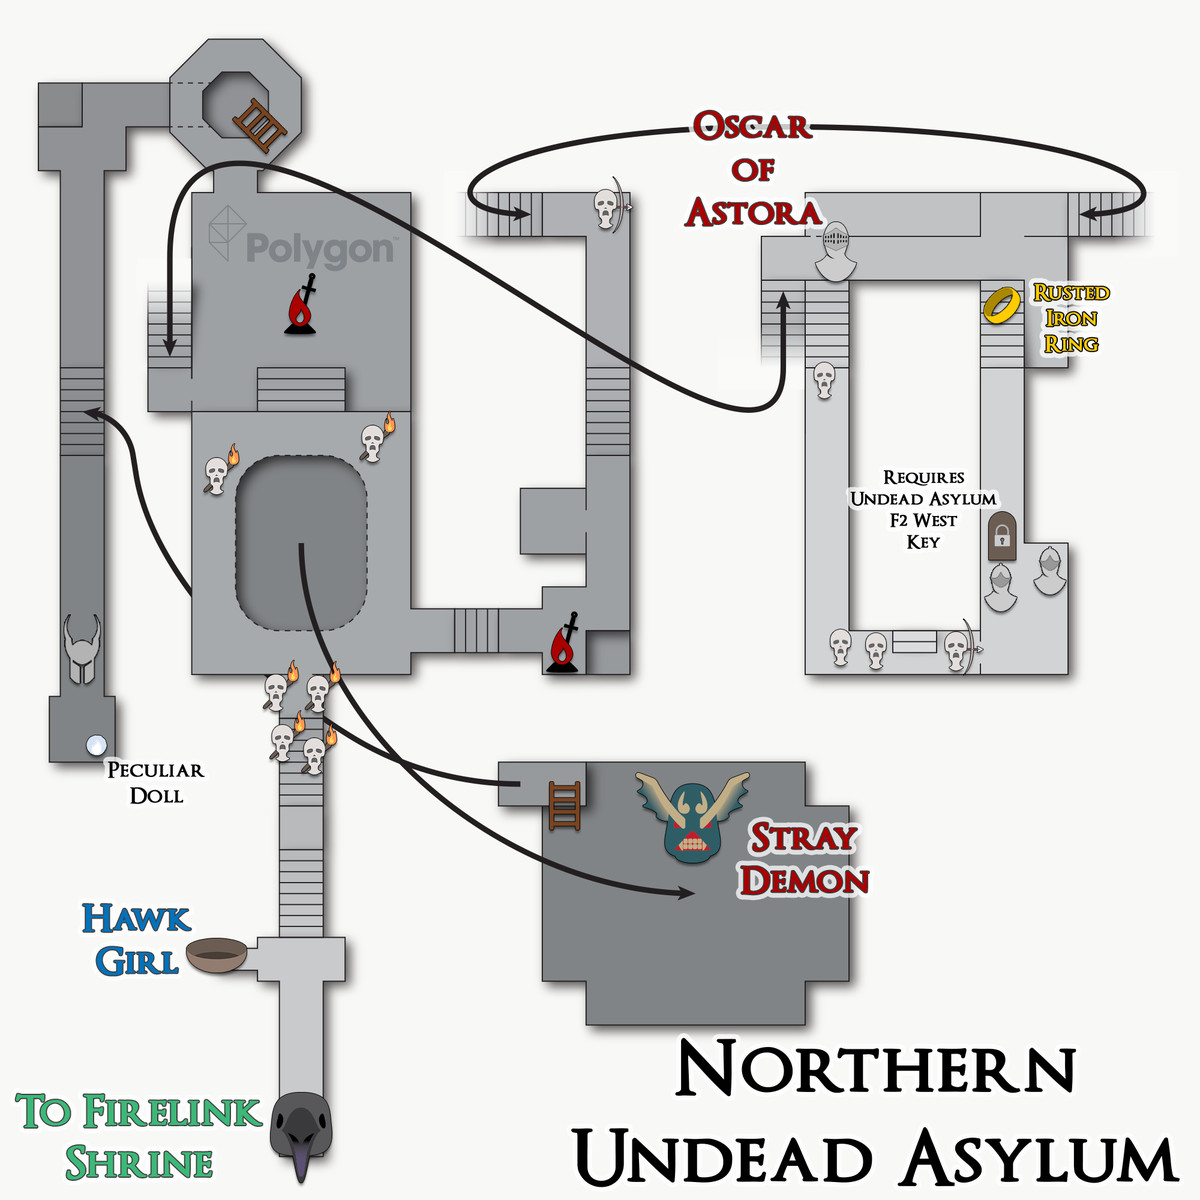 Oscar
of
Astora
Polygon™
Rusted
Iron
Ring
Requires
Undead Asylum
F2 West
Key
Peculiar
Doll
Stray
Demon
Hawk
Girl
To Firelink
Shrine
Northern
Undead Asylum